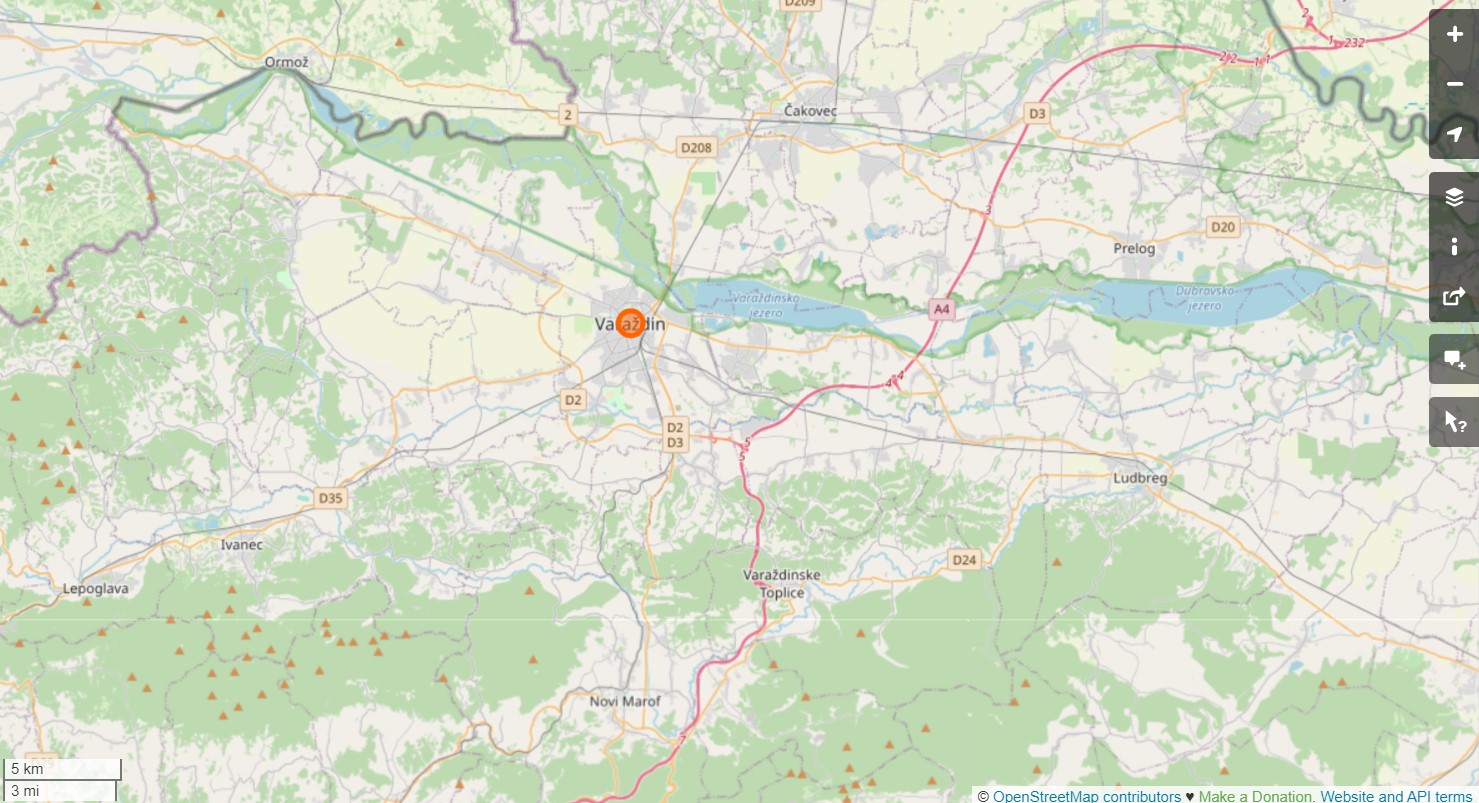 D209
2
1 232
2 2 1 1
Ormož
Čakovec
2
D3
D208
3
D20
Prelog
Varaždinsko
jezero
Dubravsko
jezero
A4
Varaždin
4 4
D2
D2
D3
5
5
Ludbreg
D35
Ivanec
D24
Varaždinske
Toplice
Lepoglava
Novi Marof
7
5 km
3 mi
© OpenStreetMap contributors ♥ Make a Donation. Website and API terms